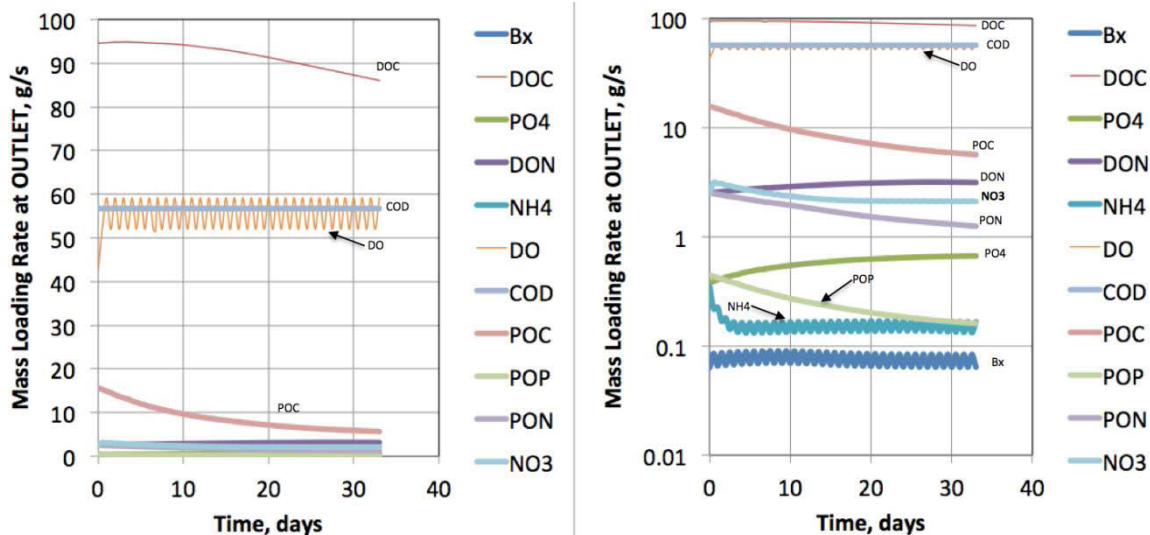 Mass Loading Rate at OUTLET, g/s
100
90
80
70
60
50
40
30
20
10
0
DOC
COD
DO
POC
0 10 20 30 40
Time, days
Bx
DOC
PO4
DON
NH4
DO
COD
POC
POP
PON
NO3
Mass Loading Rate at OUTLET, g/s
100
10
1
0.1
0.01
DOC
COD
DO
POC
DON
NO3
PON
PO4
POP
NH4
Bx
0 10 20 30 40
Time, days
Bx
DOC
PO4
DON
NH4
DO
COD
POC
POP
PON
NO3